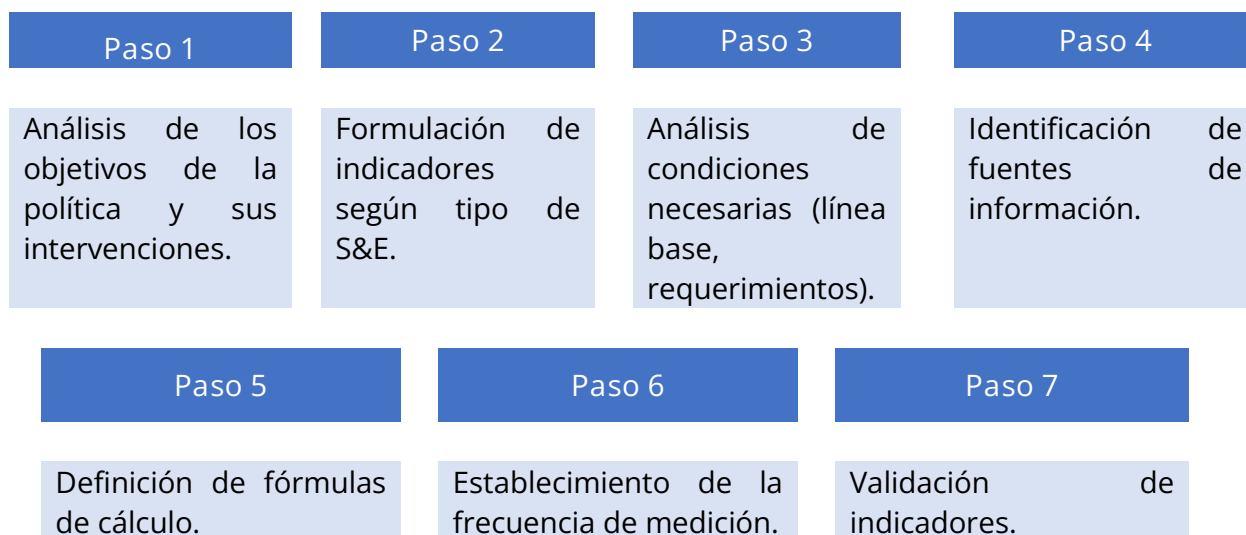 Paso 1
Análisis de los
objetivos de la
política y sus
intervenciones.
Paso 2
Formulación de
indicadores
según tipo de
S&E.
Paso 3
Análisis de
condiciones
necesarias (línea
base,
requerimientos).
Paso 4
Identificación de
fuentes de
información.
Paso 5
Definición de fórmulas
de cálculo.
Paso 6
Establecimiento de la
frecuencia de medición.
Paso 7
Validación de
indicadores.